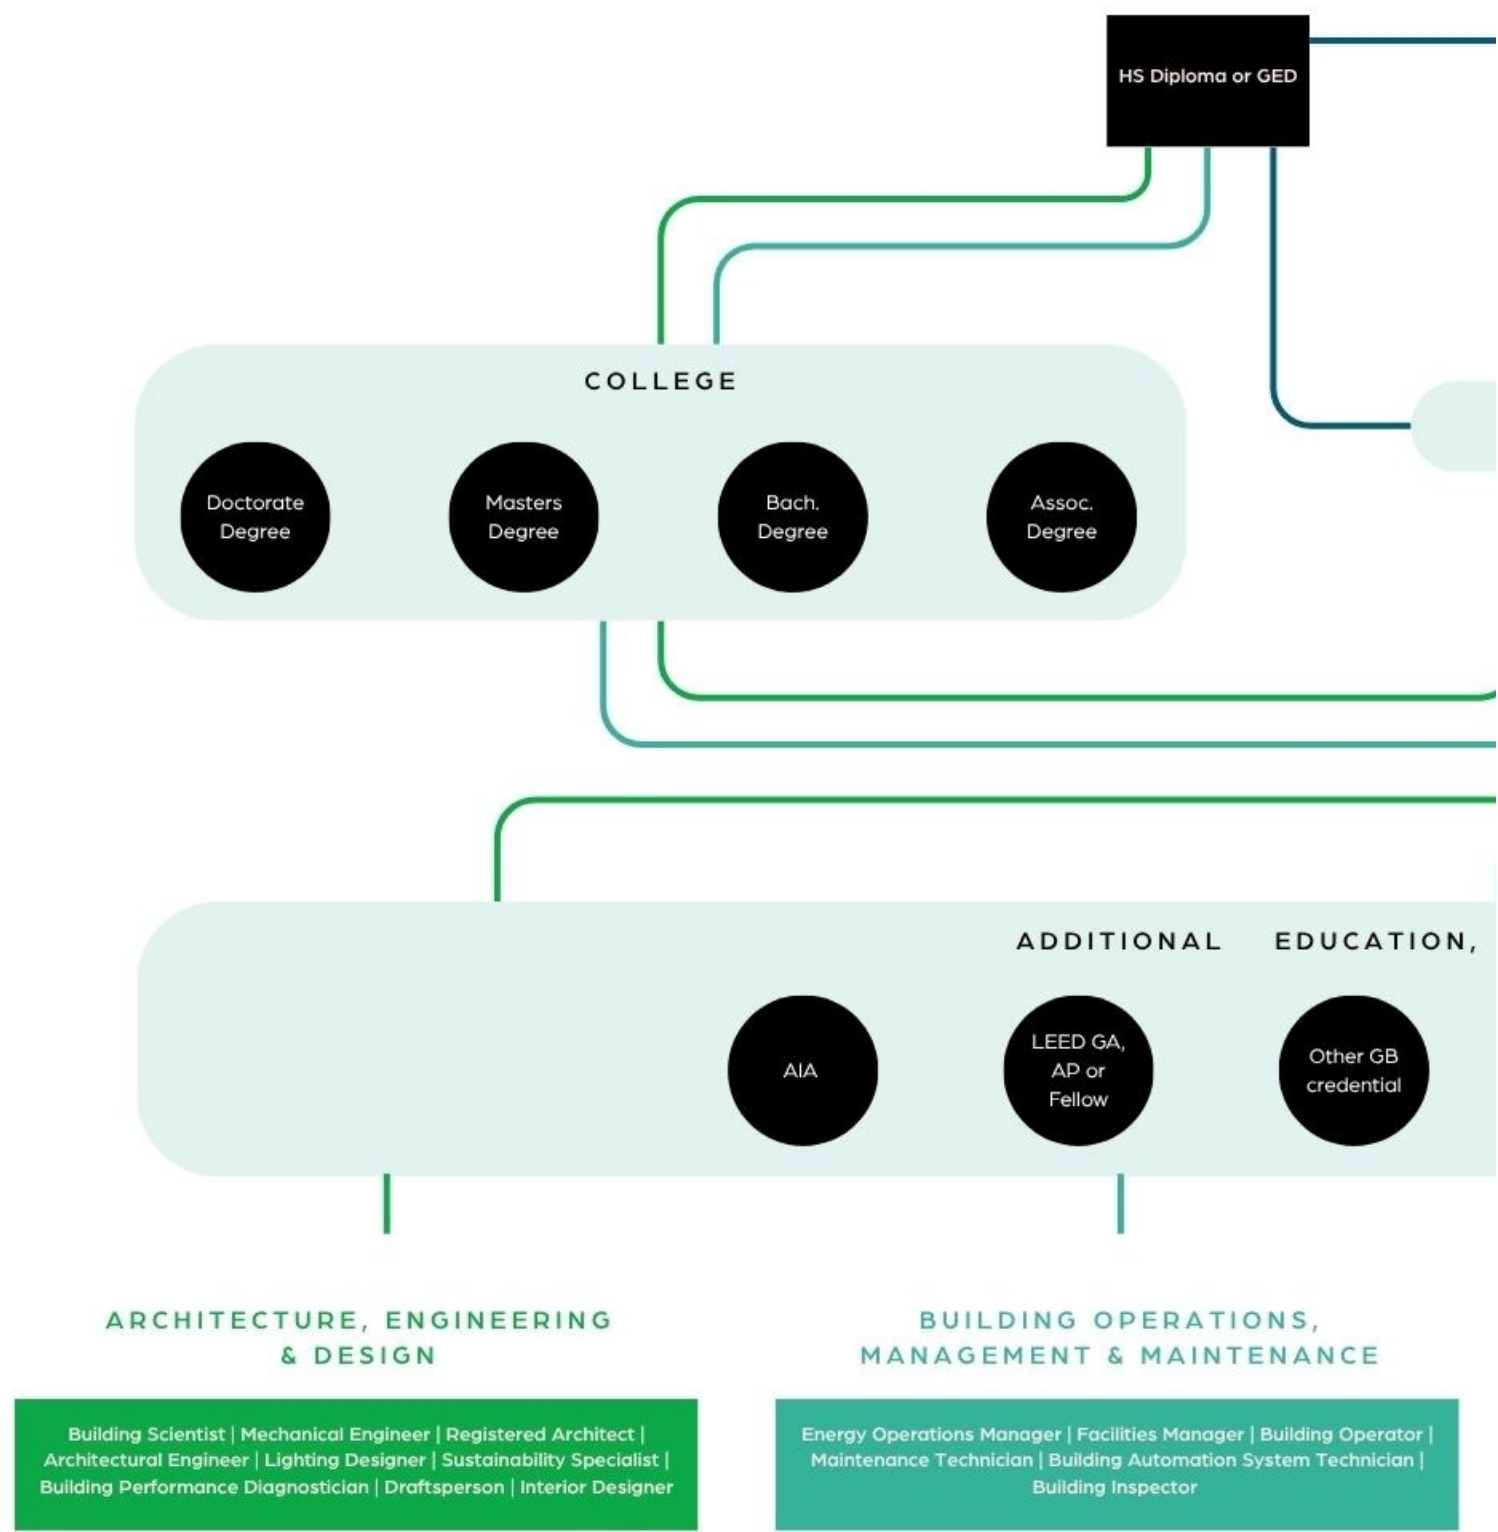 HS Diploma or GED
COLLEGE
Doctorate
Degree
Masters
Degree
Bach.
Degree
Assoc.
Degree
ADDITIONAL EDUCATION,
AIA
LEED GA,
AP or
Fellow
Other GB
credential
ARCHITECTURE, ENGINEERING
& DESIGN
Building Scientist | Mechanical Engineer | Registered Architect |
Architectural Engineer | Lighting Designer | Sustainability Specialist |
Building Performance Diagnostician | Draftsperson | Interior Designer
BUILDING OPERATIONS,
MANAGEMENT & MAINTENANCE
Energy Operations Manager | Facilities Manager | Building Operator |
Maintenance Technician | Building Automation System Technician |
Building Inspector